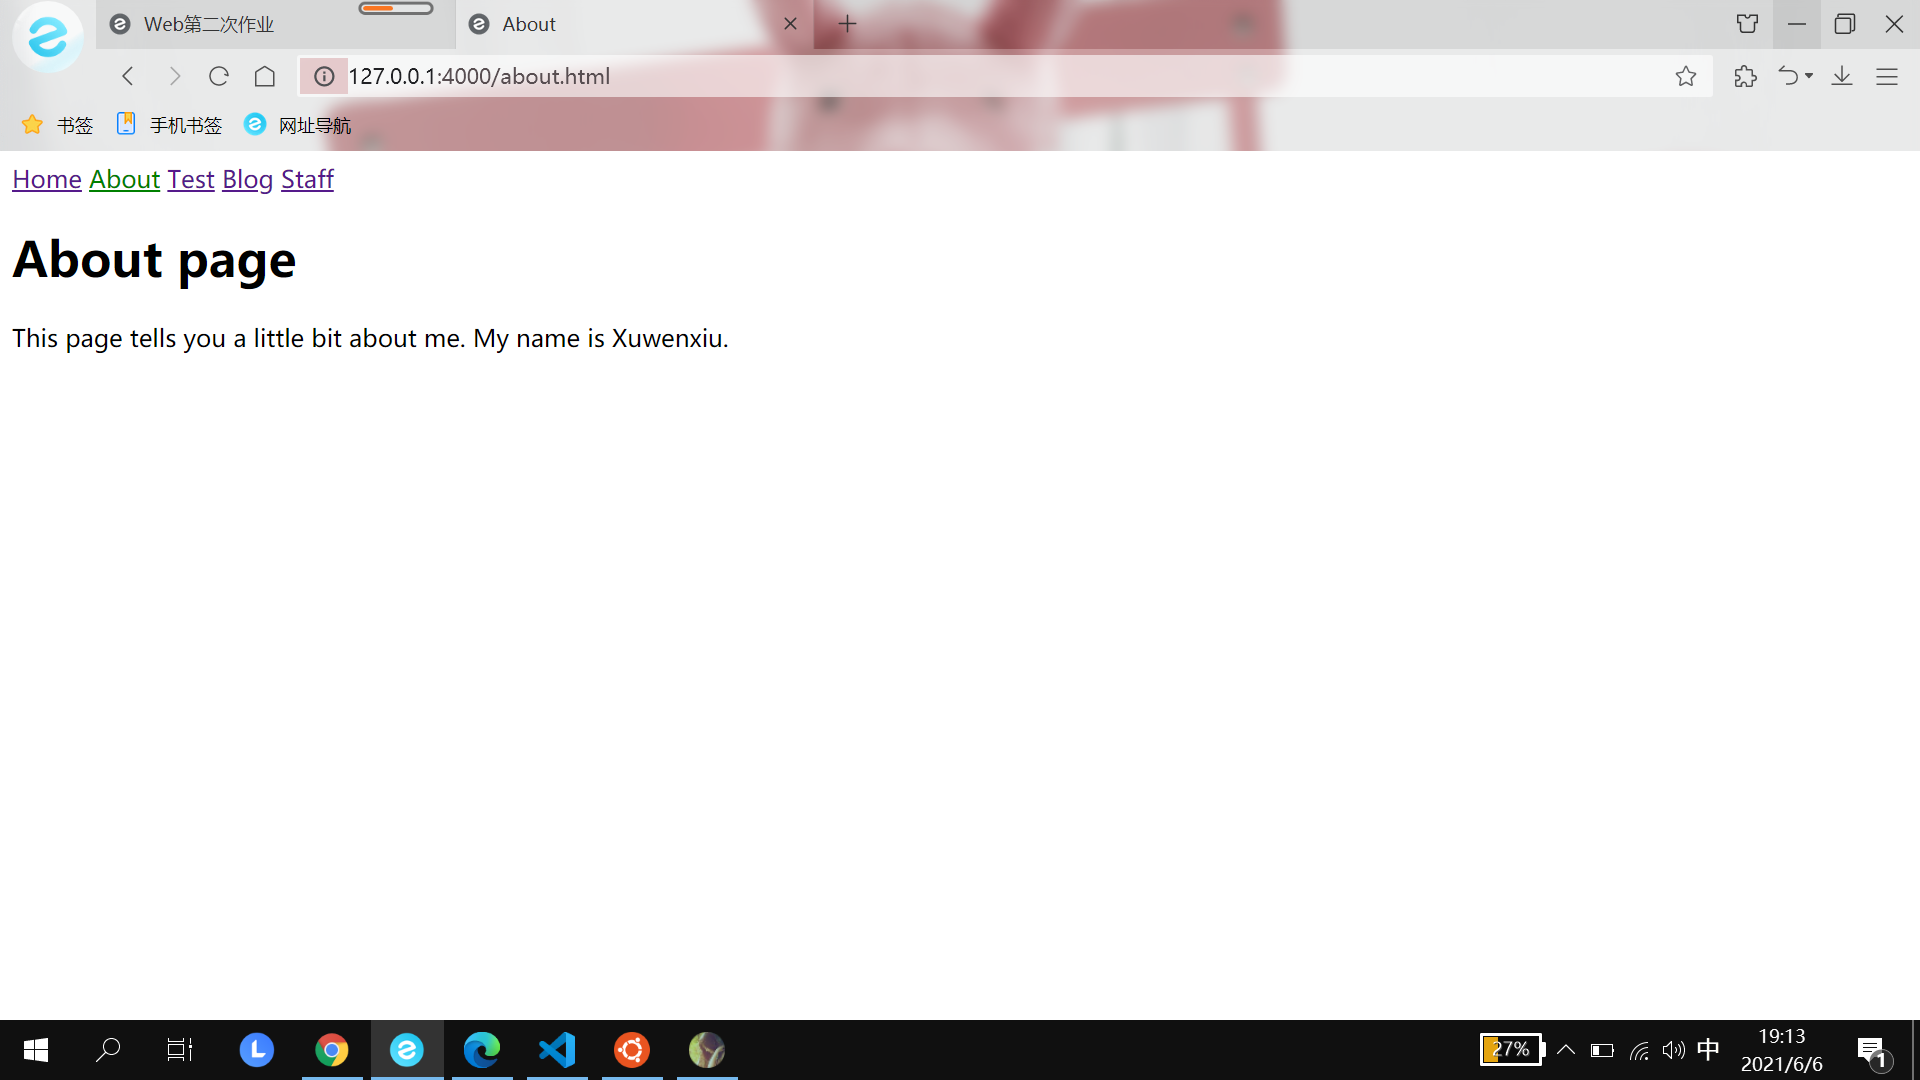 Web第二次作业
About
127.0.0.1:4000/about.html
书签 手机书签 网址导航
Home About Test Blog Staff
About page
This page tells you a little bit about me. My name is Xuwenxiu.
27% 中 19:13
2021/6/6
1